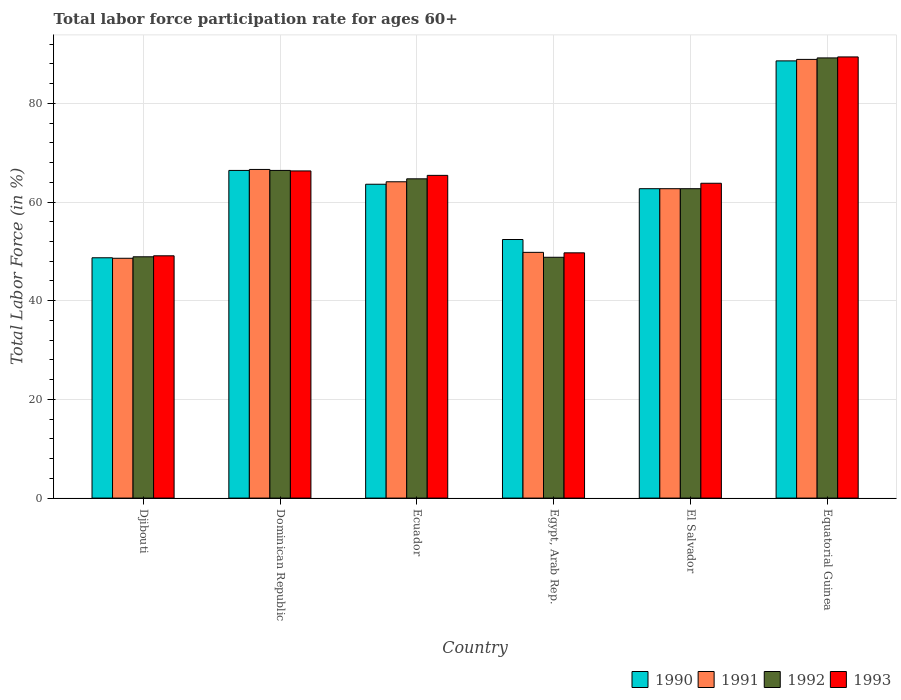 Total labor force participation rate for ages 60+
Total Labor Force (in %)
80
60
40
20
0
Djibouti
Dominican Republic
Ecuador
Egypt, Arab Rep.
El Salvador
Equatorial Guinea
Country
1990
1991
1992
1993